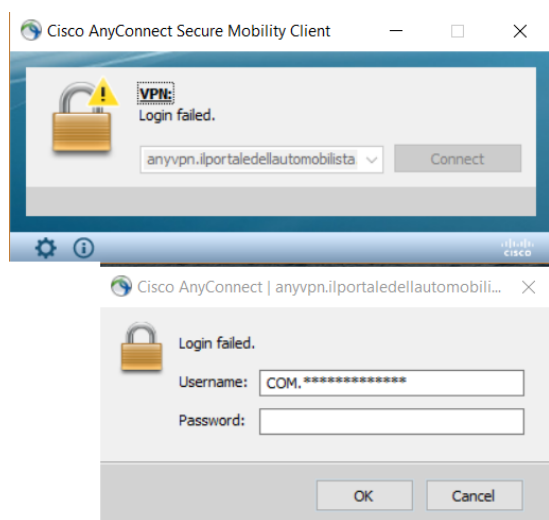 Cisco AnyConnect Secure Mobility Client
VPN:
Login failed.
anyvpn.ilportaledellautomobilista
Connect
cisco
Cisco AnyConnect | anyvpn.ilportaledellautomobili...
Login failed.
Username: COM.*************
Password:
OK Cancel